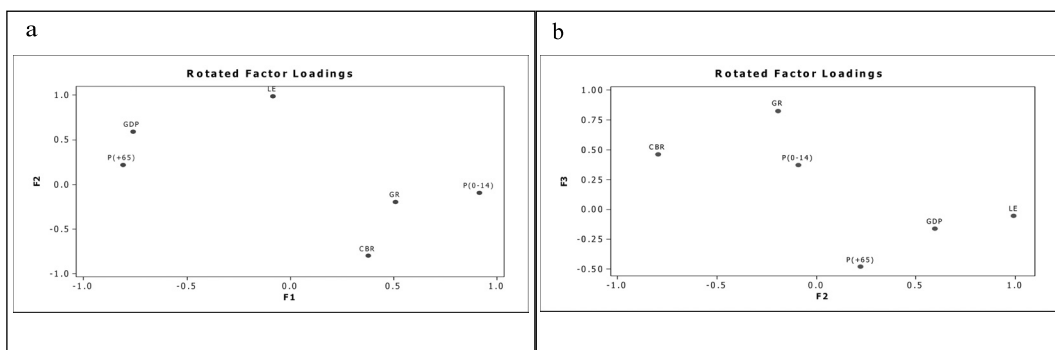 a
Rotated Factor Loadings
LE
1.0
GDP
0.5
P(+65)
F2
0.0
P(0-14)
GR
-0.5
CBR
-1.0
-1.0 -0.5 0.0 0.5 1.0
F1
b
Rotated Factor Loadings
1.00
GR
0.75
0.50
CBR
P(0-14)
F3
0.25
0.00
LE
GDP
-0.25
P(+65)
-0.50
-1.0 -0.5 0.0 0.5 1.0
F2